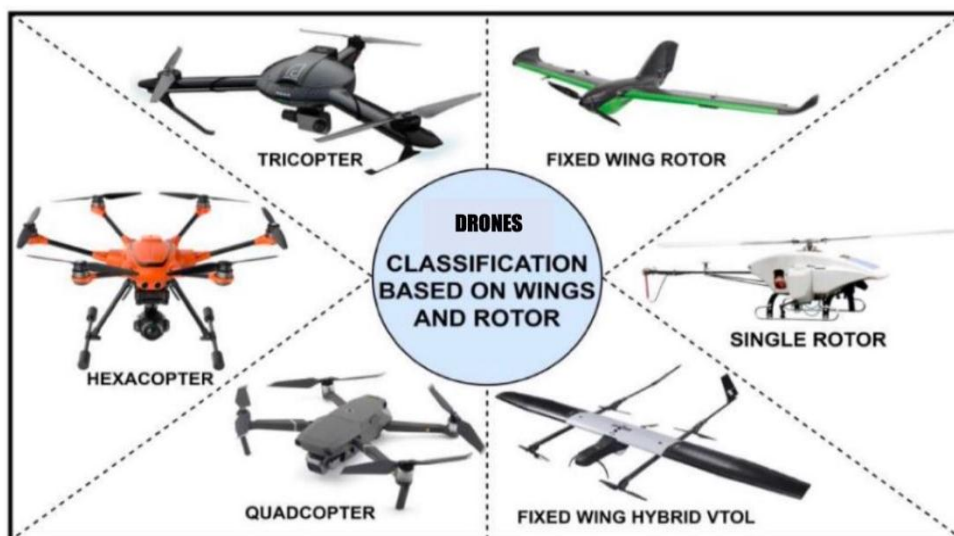 TRICOPTER
FIXED WING ROTOR
DRONES
CLASSIFICATION
BASED ON WINGS
AND ROTOR
SINGLE ROTOR
HEXACOPTER
QUADCOPTER
FIXED WING HYBRID VTOL